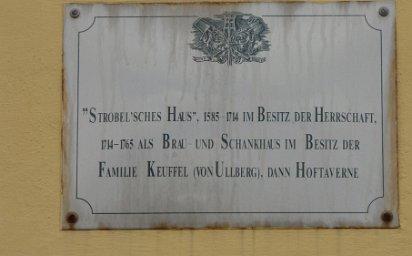 "Strobel'sches Haus", 1585-1714 im Besitz der Herrschaft,
1714-1765 als Brau- und Schankhaus im Besitz der
Familie Keuffel (von Ullberg), dann Hoftaverne